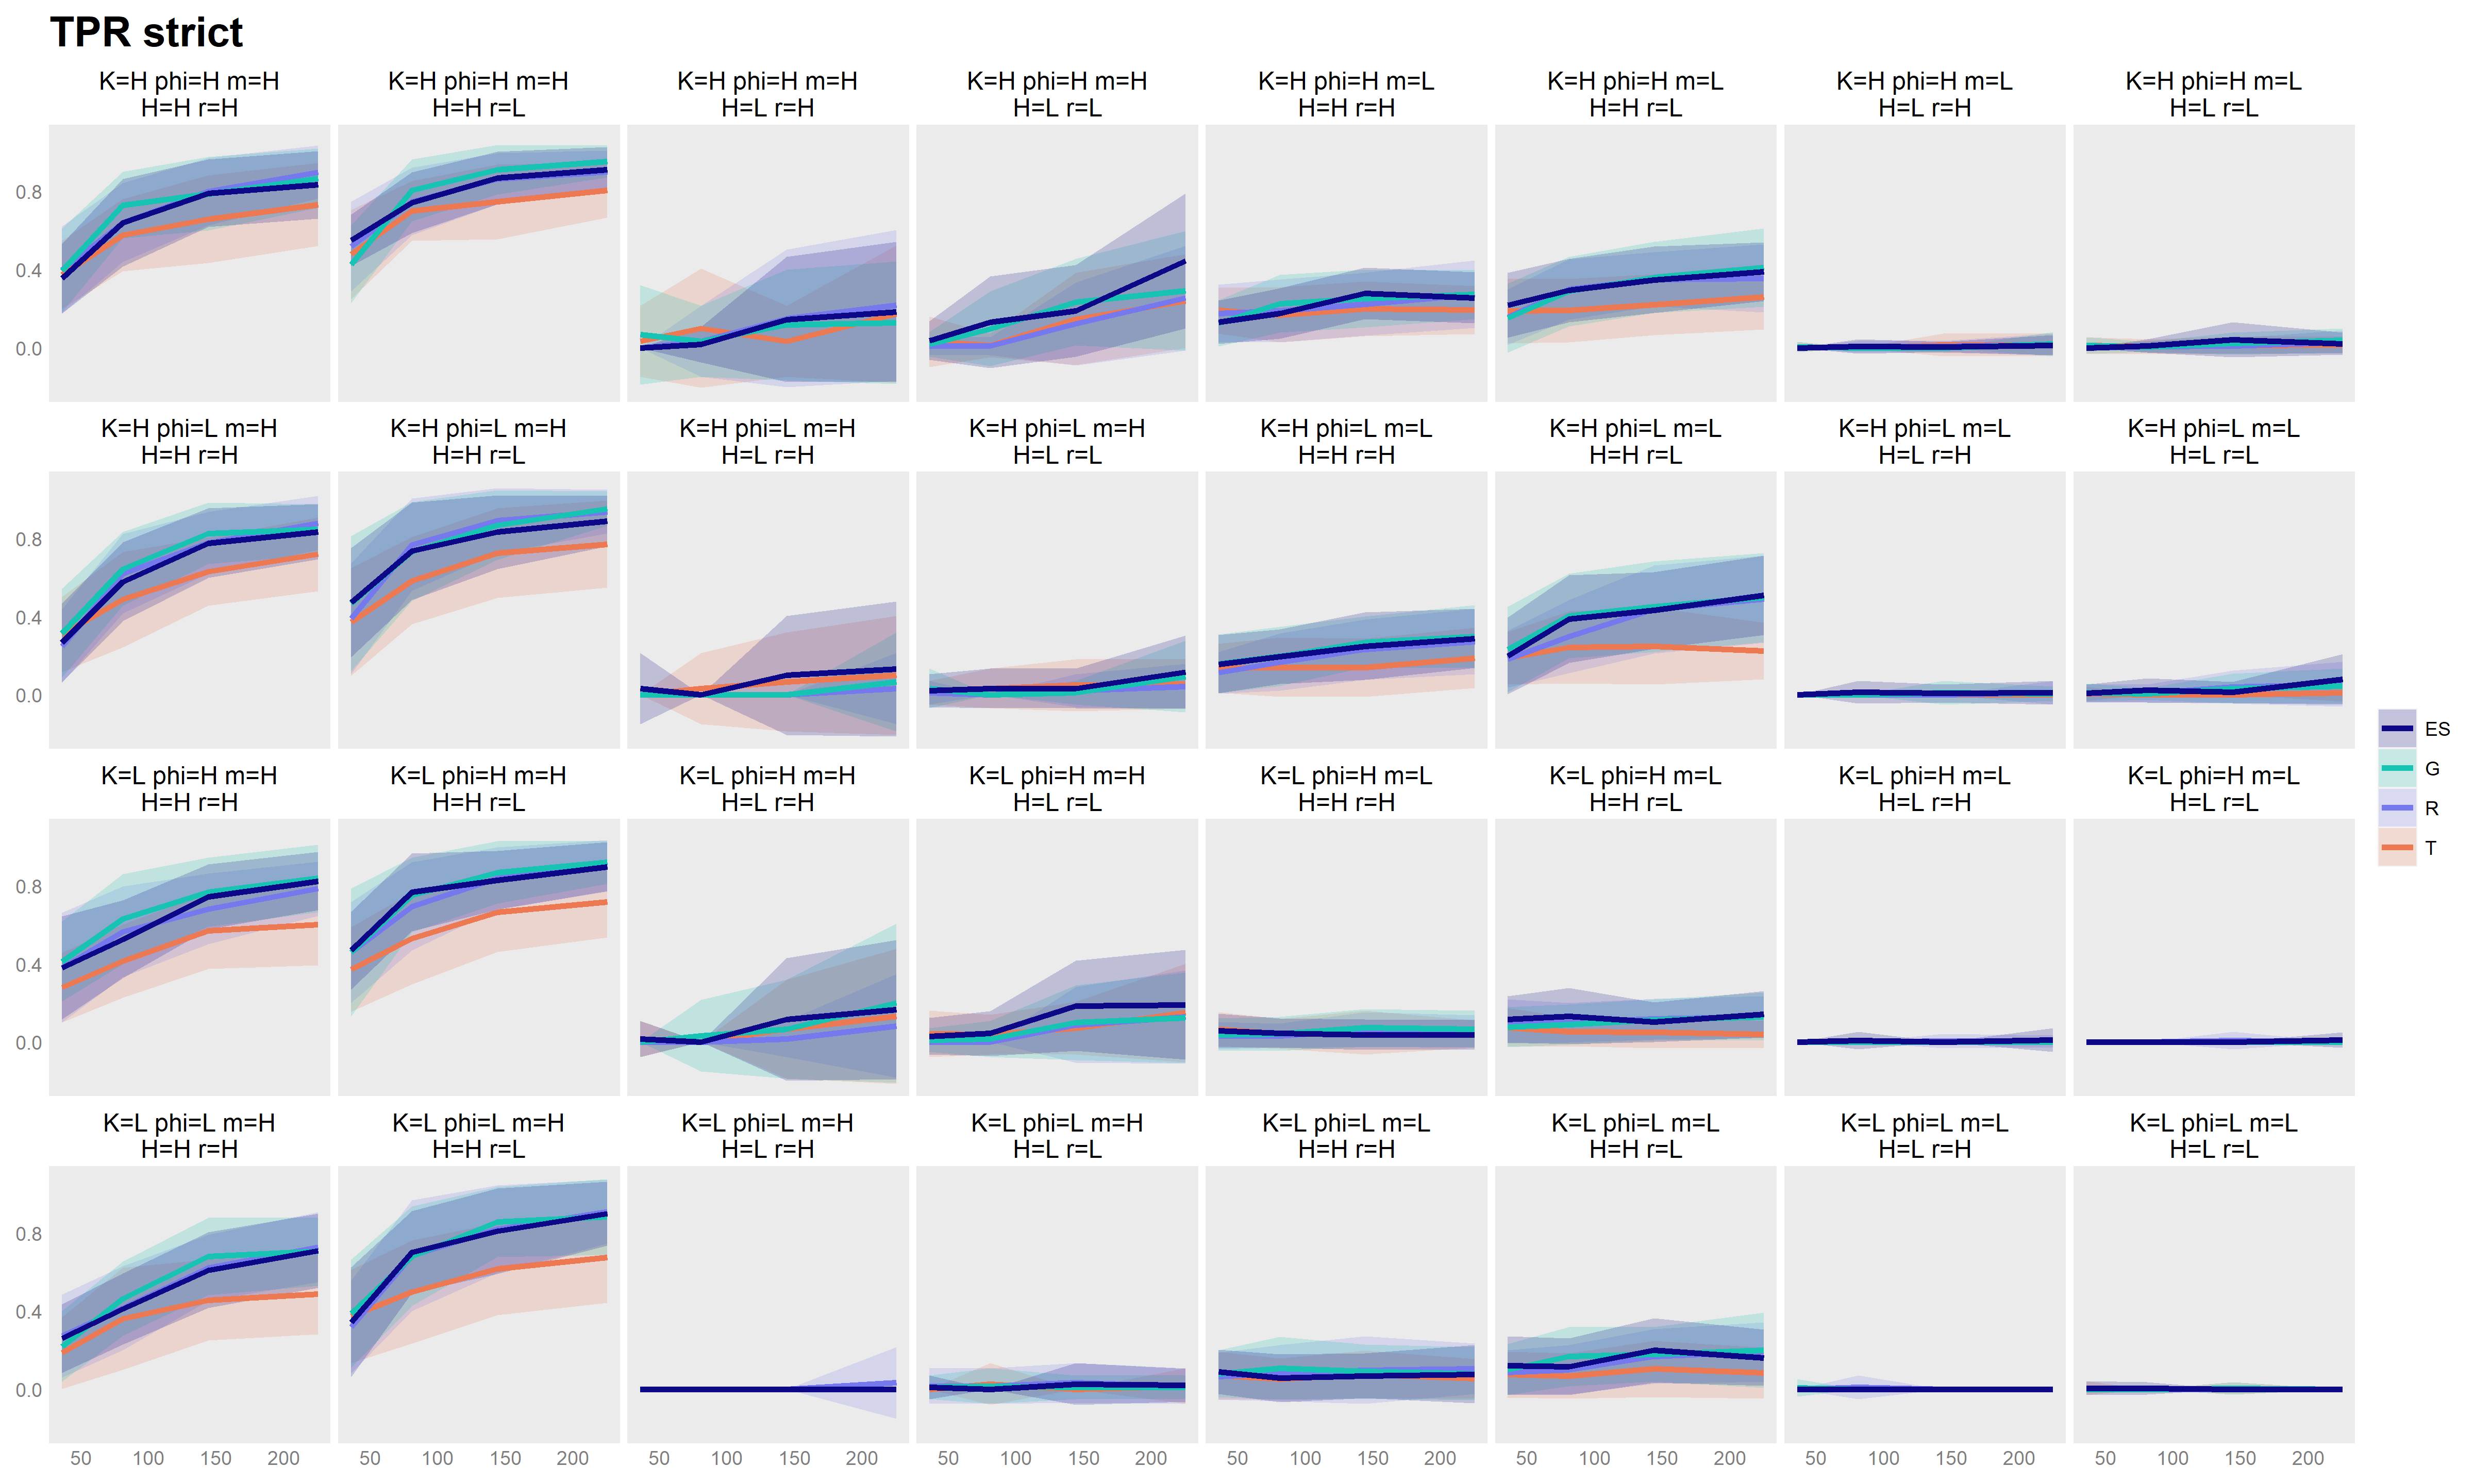 TPR strict
K=H phi=H m=H K=H phi=H m=H K=H phi=H m=H K=H phi=H m=H K=H phi=H m=L K=H phi=H m=L K=H phi=H m=L K=H phi=H m=L
H=H r=H H=H r=L H=L r=H H=L r=L H=H r=H H=H r=L H=L r=H H=L r=L
0.8
0.4
0.0
K=H phi=L m=H K=H phi=L m=H K=H phi=L m=H K=H phi=L m=H K=H phi=L m=L K=H phi=L m=L K=H phi=L m=L K=H phi=L m=L
H=H r=H H=H r=L H=L r=H H=L r=L H=H r=H H=H r=L H=L r=H H=L r=L
0.8
0.4
0.0
K=L phi=H m=H K=L phi=H m=H K=L phi=H m=H K=L phi=H m=H K=L phi=H m=L K=L phi=H m=L K=L phi=H m=L K=L phi=H m=L
H=H r=H H=H r=L H=L r=H H=L r=L H=H r=H H=H r=L H=L r=H H=L r=L
0.8
0.4
0.0
K=L phi=L m=H K=L phi=L m=H K=L phi=L m=H K=L phi=L m=H K=L phi=L m=L K=L phi=L m=L K=L phi=L m=L K=L phi=L m=L
H=H r=H H=H r=L H=L r=H H=L r=L H=H r=H H=H r=L H=L r=H H=L r=L
0.8
0.4
0.0
50 100 150 200 50 100 150 200 50 100 150 200 50 100 150 200 50 100 150 200 50 100 150 200 50 100 150 200 50 100 150 200
ES
G
R
T